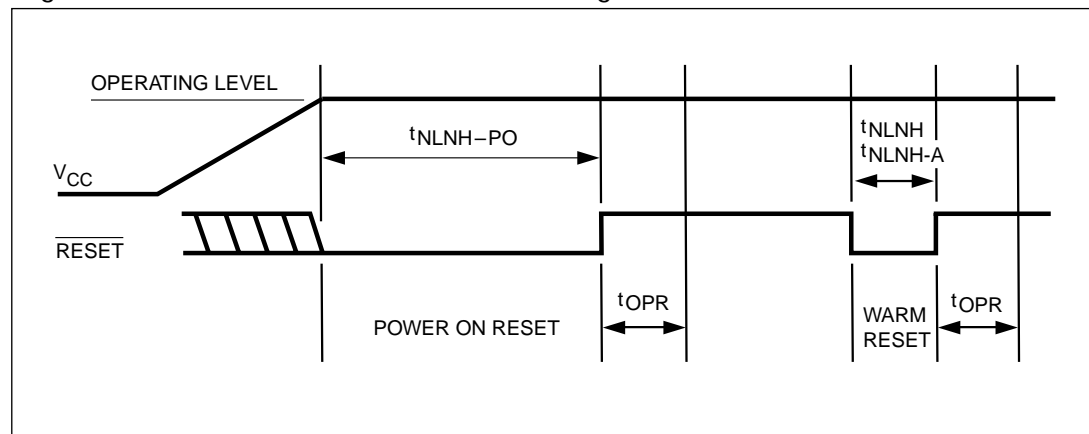 OPERATING LEVEL
tNLNH–PO
tNLNH
tNLNH-A
VCC
RESET
tOPR
tOPR
POWER ON RESET
WARM
RESET